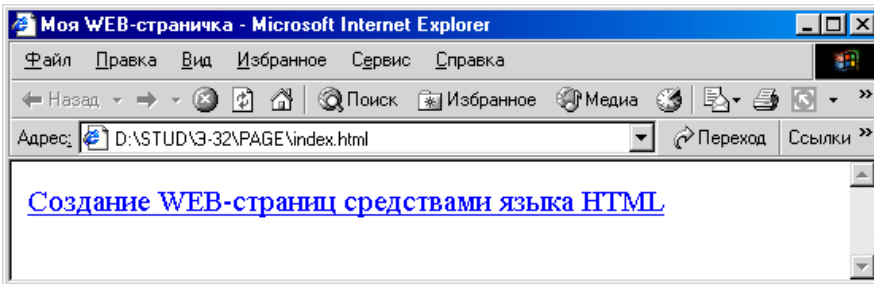 Моя WEB-страничка - Microsoft Internet Explorer
Файл Правка Вид Избранное Сервис Справка
Назад Поиск Избранное Медиа »
Адрес: D:\STUD\Э-32\PAGE\index.html Переход Ссылки »
Создание WEB-страниц средствами языка HTML